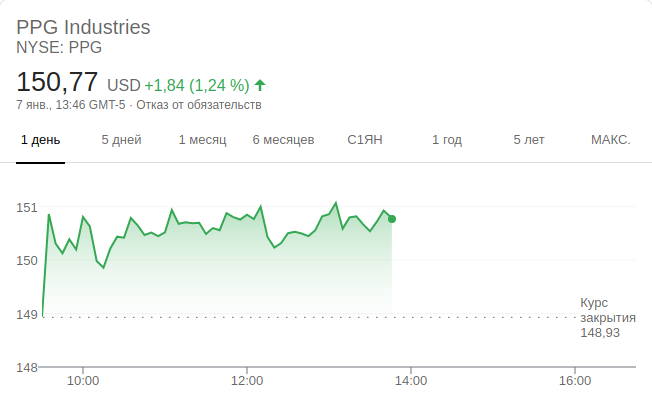 PPG Industries
NYSE: PPG
150,77 USD +1,84 (1,24 %)
7 янв., 13:46 GMT-5 · Отказ от обязательств
1 день 5 дней 1 месяц 6 месяцев С1ЯН 1 год 5 лет МАКС.
151
150
149
148
Курс
закрытия
148,93
10:00 12:00 14:00 16:00